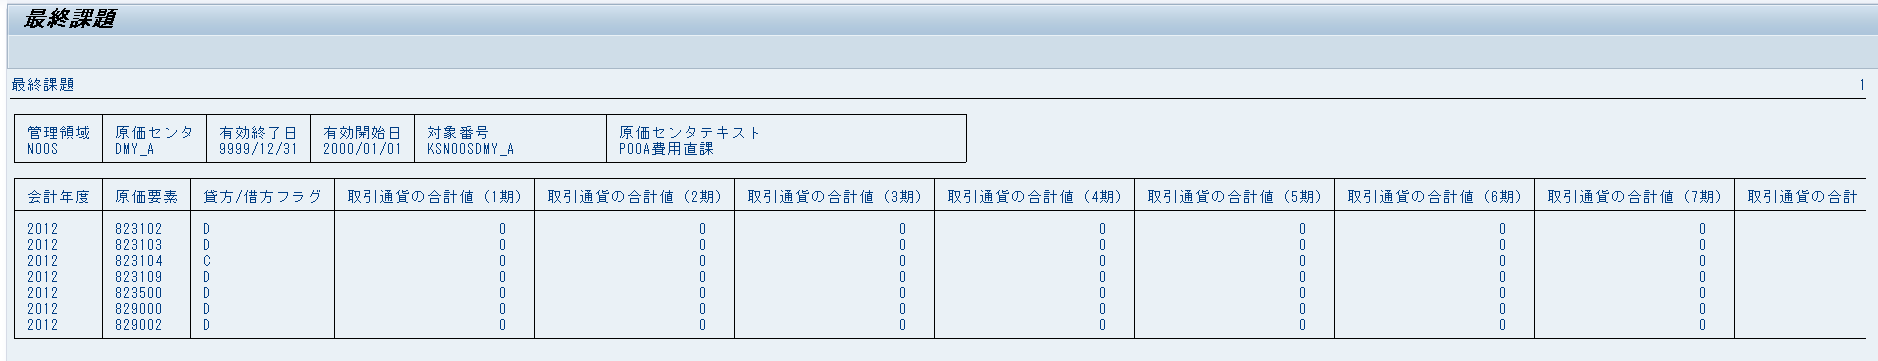 最終課題
最終課題 1
管理領域 原価センタ 有効終了日 有効開始日 対象番号 原価センタテキスト
NOOS DMY_A 9999/12/31 2000/01/01 KSNOOSDMY_A POOA費用直課
会計年度 原価要素 貸方/借方フラグ 取引通貨の合計値 (1期) 取引通貨の合計値 (2期) 取引通貨の合計値 (3期) 取引通貨の合計値 (4期) 取引通貨の合計値 (5期) 取引通貨の合計値 (6期) 取引通貨の合計値 (7期) 取引通貨の合計
2012 823102 D 0 0 0 0 0 0 0
2012 823103 D 0 0 0 0 0 0 0
2012 823104 C 0 0 0 0 0 0 0
2012 823109 D 0 0 0 0 0 0 0
2012 823500 D 0 0 0 0 0 0 0
2012 829000 D 0 0 0 0 0 0 0
2012 829002 D 0 0 0 0 0 0 0